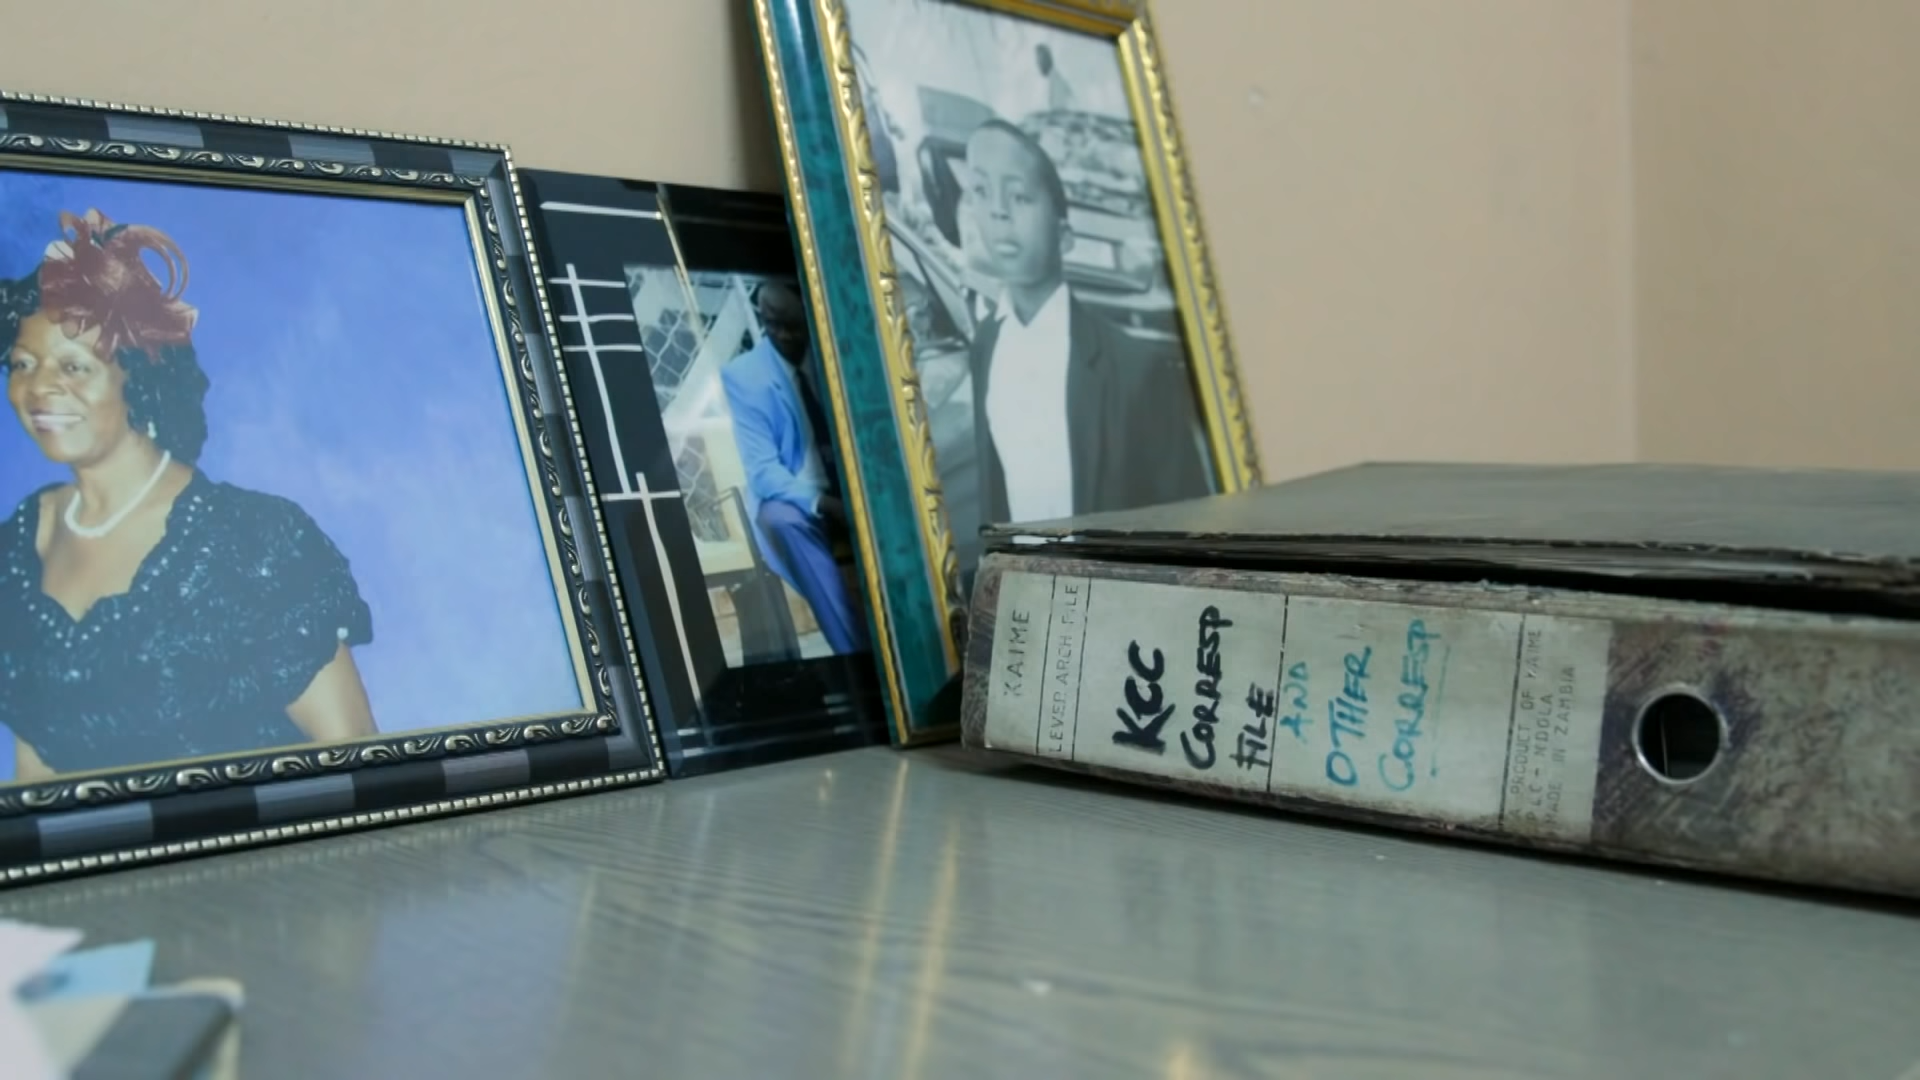 KAIME
LEVER ARCH FILE
KCC
CORRESP
FILE
AND
OTHER
CORRESP
A PRODUCT OF KAIME
PLC - NDOLA
MADE IN ZAMBIA